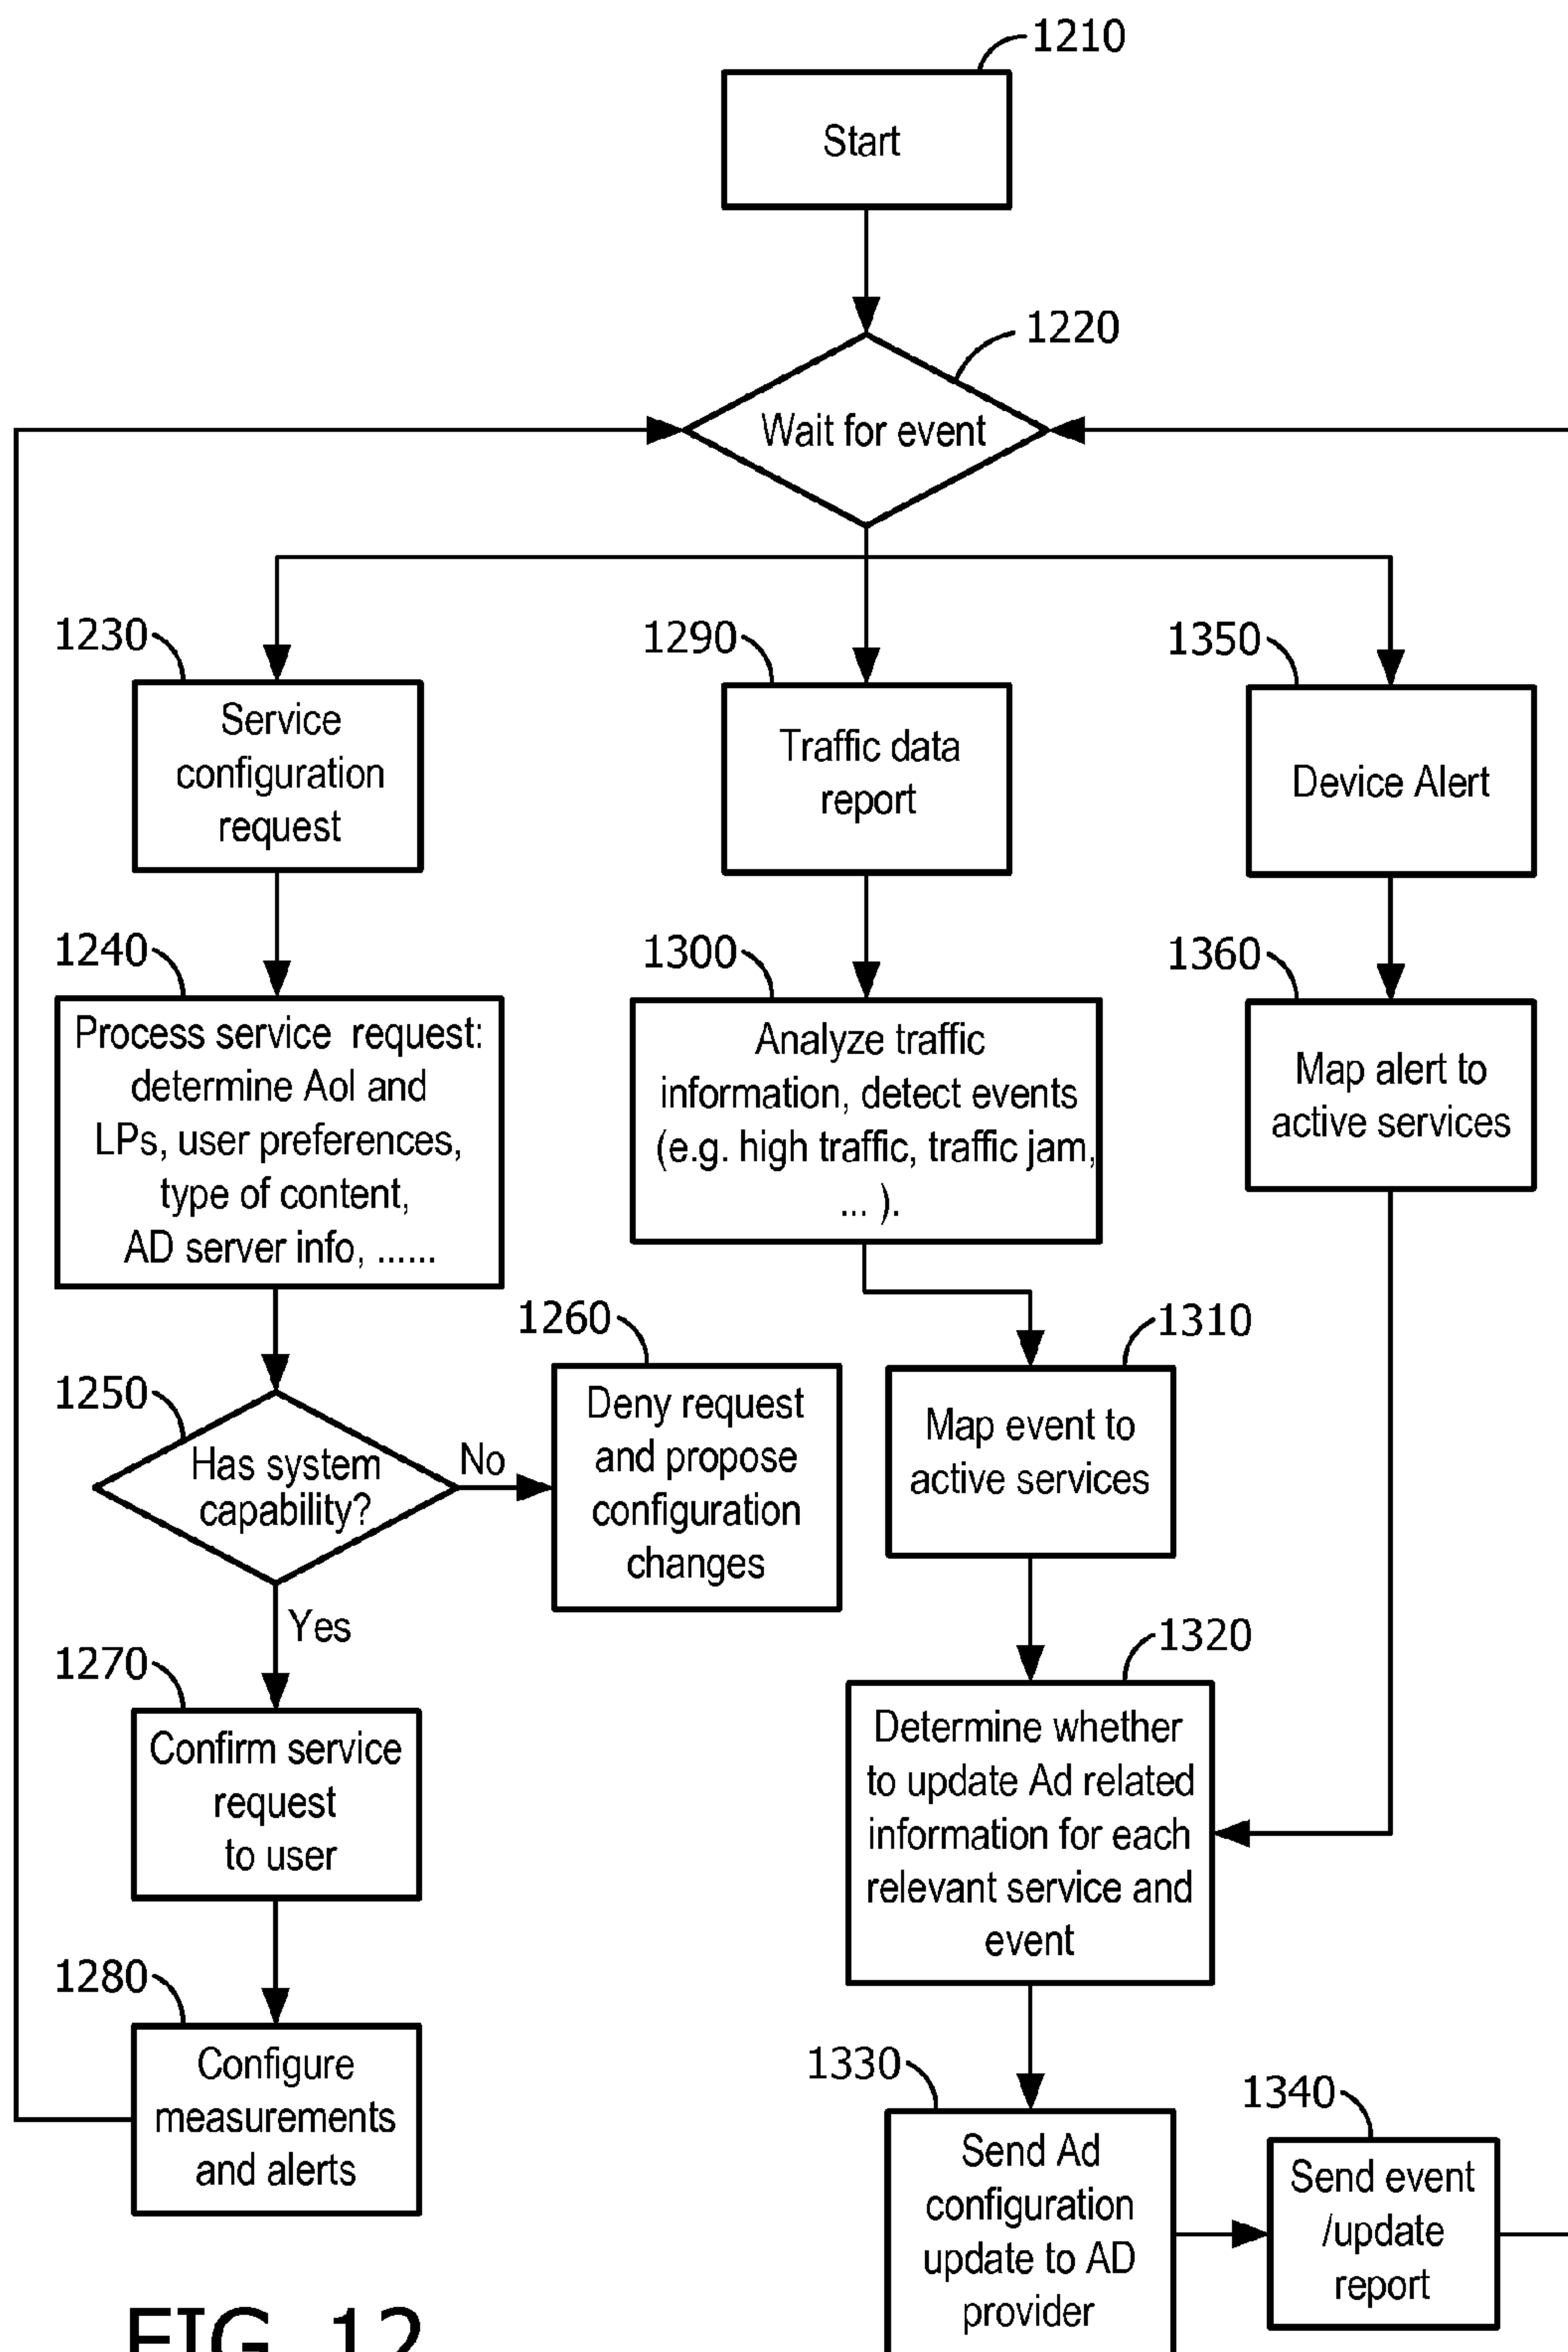 1210
Start
1220
Wait for event
1230
Service
configuration
request
1240
Process service request:
determine AoI and
LPs, user preferences,
type of content,
AD server info, ......
1250
Has system
capability?
No
Yes
1260
Deny request
and propose
configuration
changes
1270
Confirm service
request
to user
1280
Configure
measurements
and alerts
1290
Traffic data
report
1300
Analyze traffic
information, detect events
(e.g. high traffic, traffic jam,
... ).
1310
Map event to
active services
1320
Determine whether
to update Ad related
information for each
relevant service and
event
1330
Send Ad
configuration
update to AD
provider
1340
Send event
/update
report
1350
Device Alert
1360
Map alert to
active services
FIG. 12